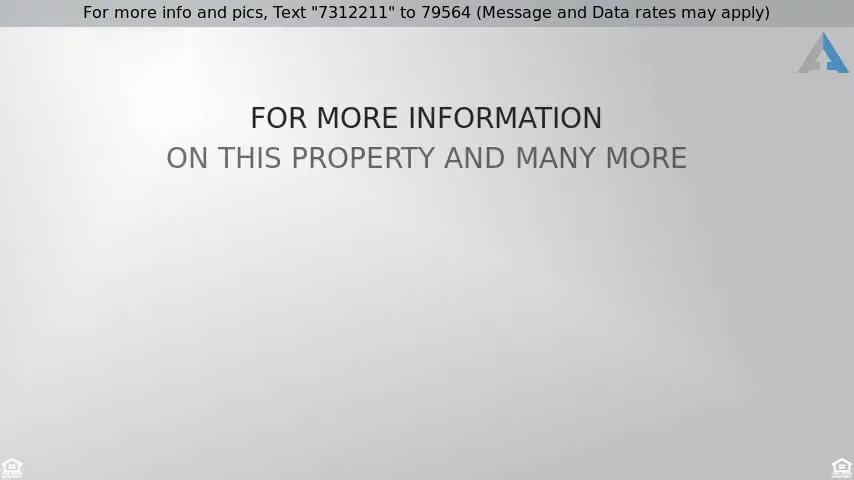 For more info and pics, Text "7312211" to 79564 (Message and Data rates may apply)
FOR MORE INFORMATION
ON THIS PROPERTY AND MANY MORE